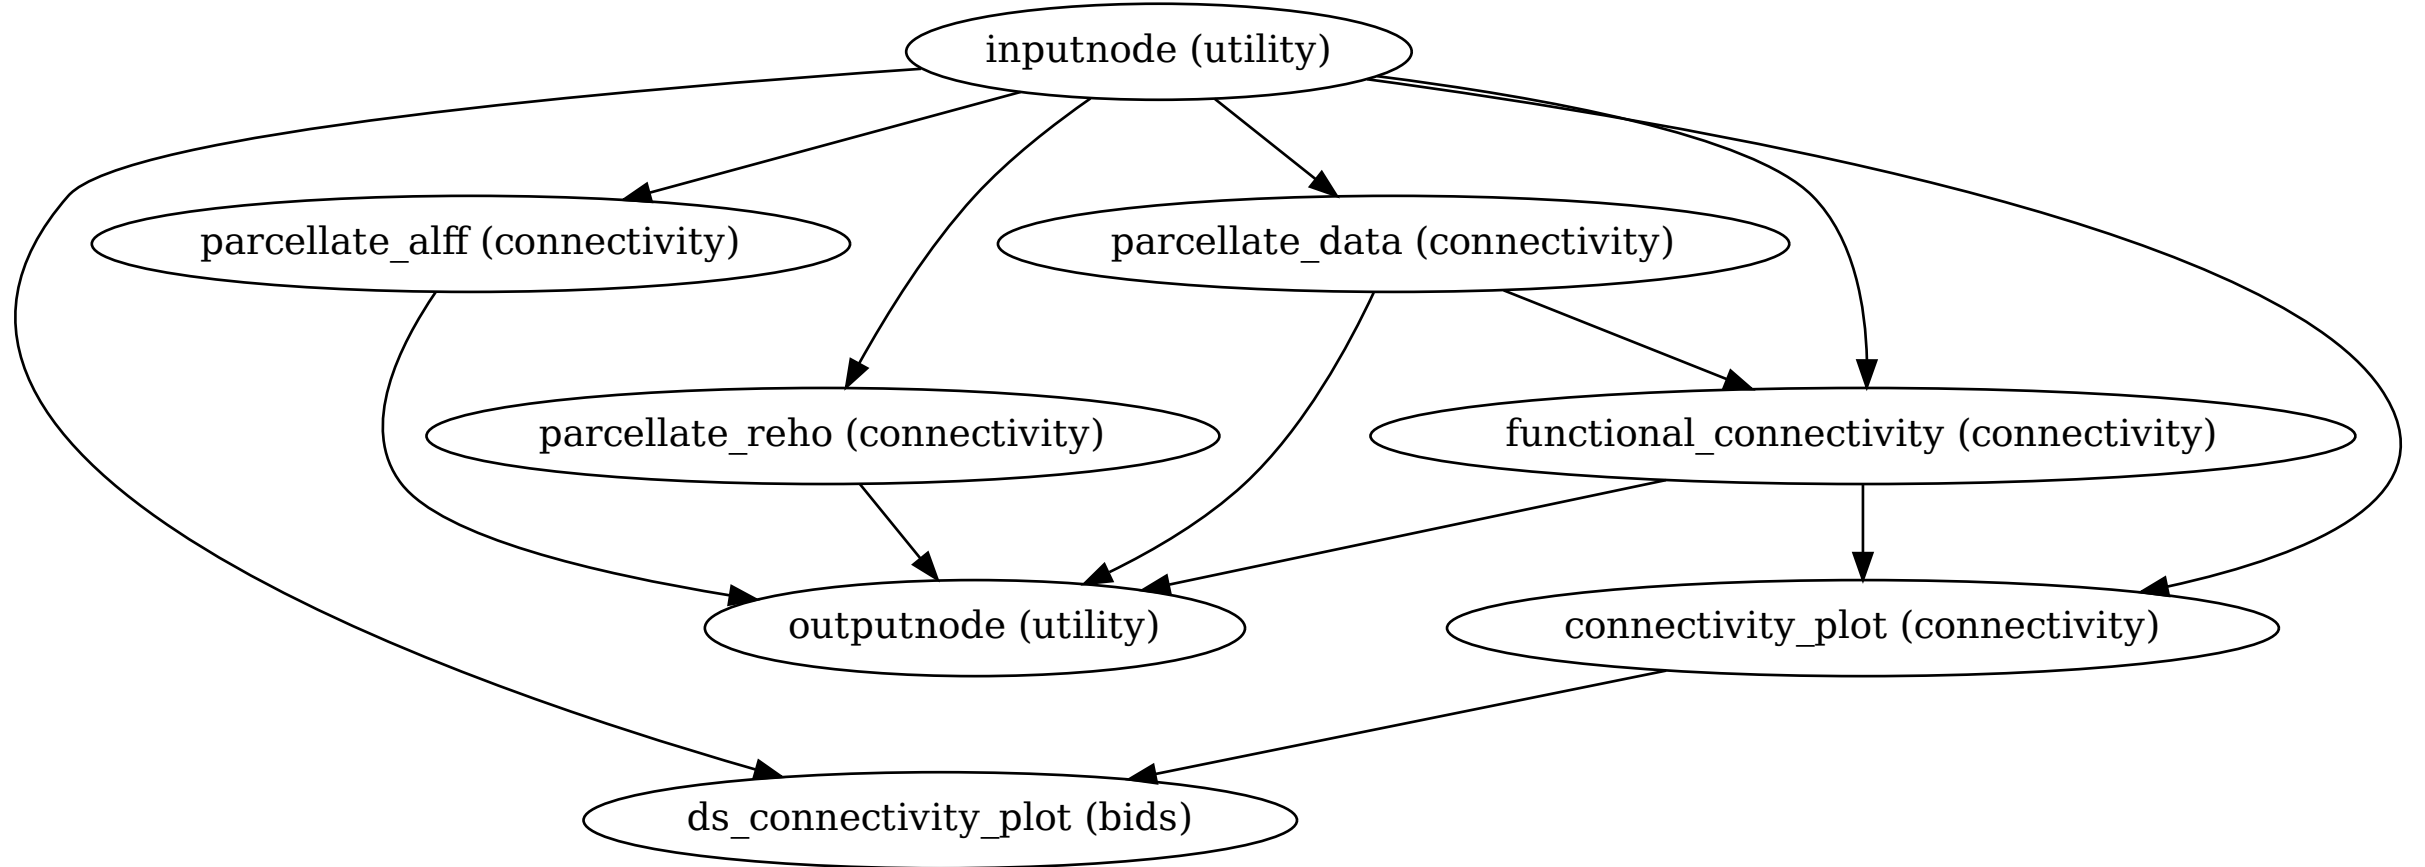 inputnode (utility)
parcellate_alff (connectivity)
parcellate_data (connectivity)
parcellate_reho (connectivity)
functional_connectivity (connectivity)
outputnode (utility)
connectivity_plot (connectivity)
ds_connectivity_plot (bids)